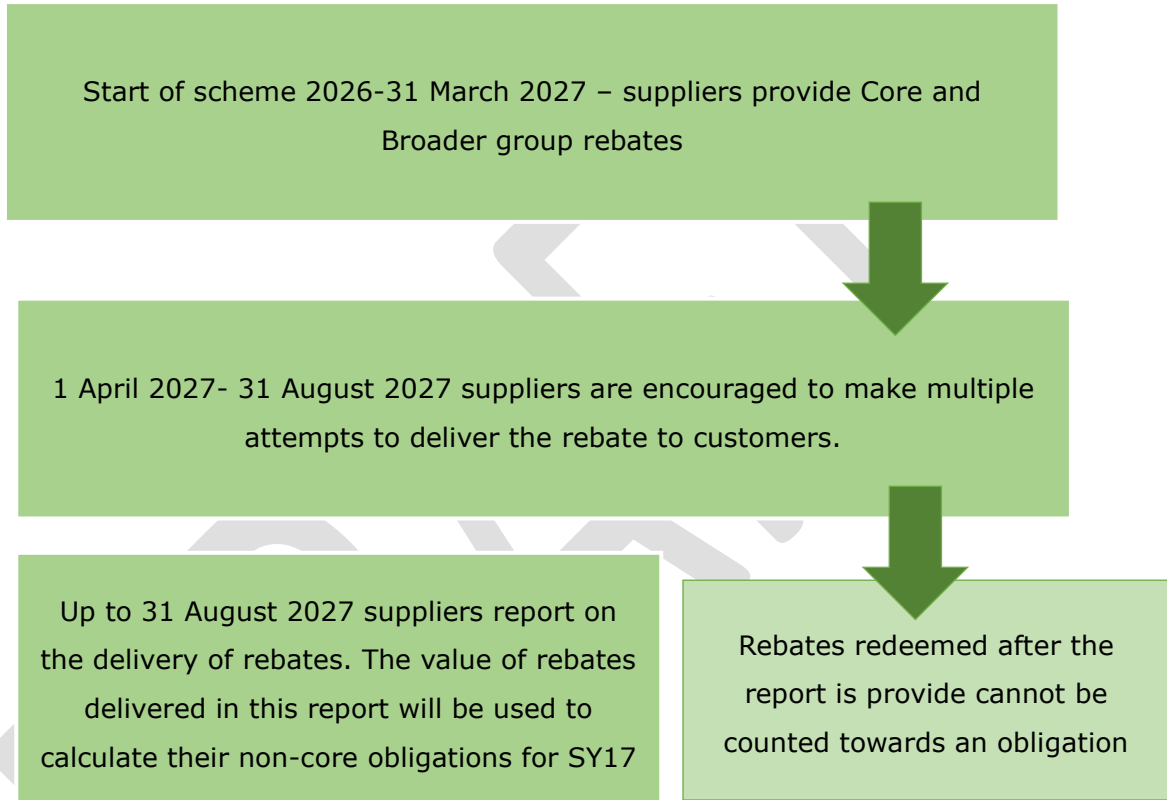 Start of scheme 2026-31 March 2027 – suppliers provide Core and
Broader group rebates
1 April 2027- 31 August 2027 suppliers are encouraged to make multiple
attempts to deliver the rebate to customers.
Up to 31 August 2027 suppliers report on
the delivery of rebates. The value of rebates
delivered in this report will be used to
calculate their non-core obligations for SY17
Rebates redeemed after the
report is provide cannot be
counted towards an obligation